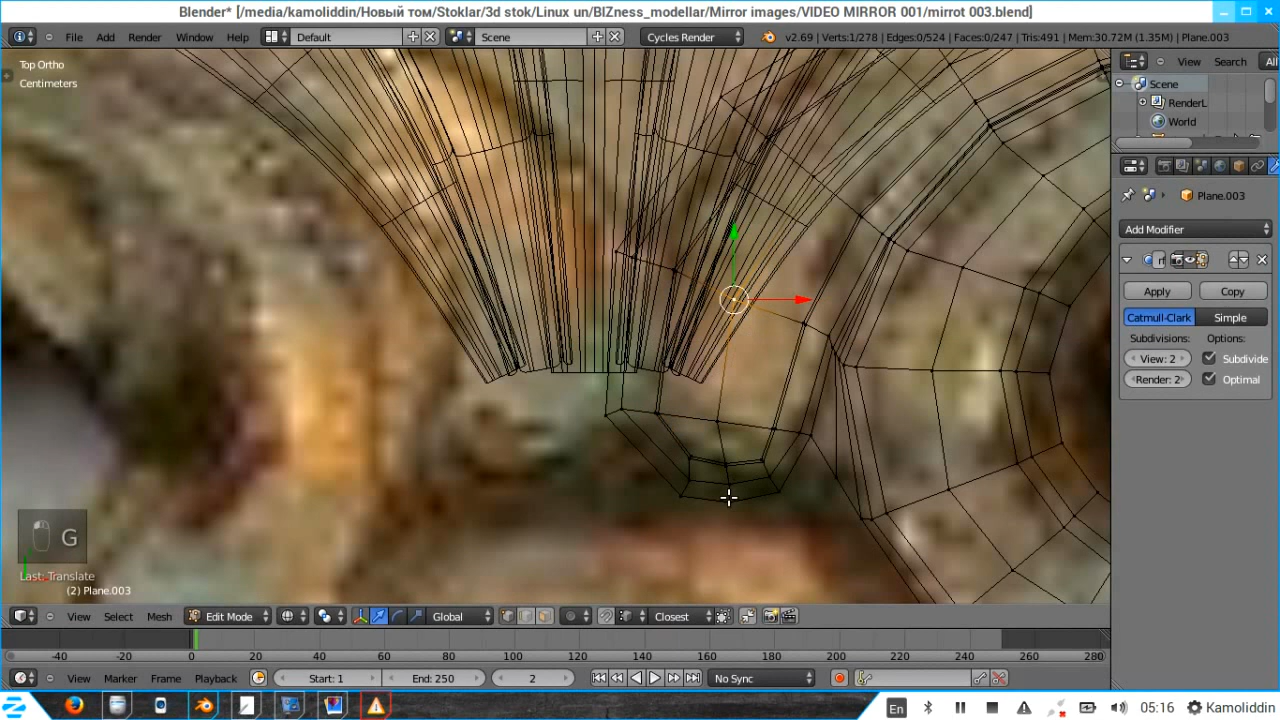 Blender* [/media/kamoliddin/Новый том/Stoklar/3d stok/Linux un/BIZness_modellar/Mirror images/VIDEO MIRROR 001/mirrot 003.blend]
File Add Render Window Help Default Scene Cycles Render v2.69 | Verts:1/278 | Edges:0/524 | Faces:0/247 | Tris:491 | Mem:30.72M (1.35M) | Plane.003
Top Ortho
Centimeters
View Search All
Scene
RenderL
World
Plane.003
Add Modifier
Apply Copy
Catmull-Clark Simple
Subdivisions: Options:
View: 2 Subdivide
Render: 2 Optimal
G
Last: Translate
(2) Plane.003
View Select Mesh Edit Mode Global Closest
-40 -20 0 20 40 60 80 100 120 140 160 180 200 220 240 260 280
View Marker Frame Playback Start: 1 End: 250 2 No Sync
En 05:16 Kamoliddin